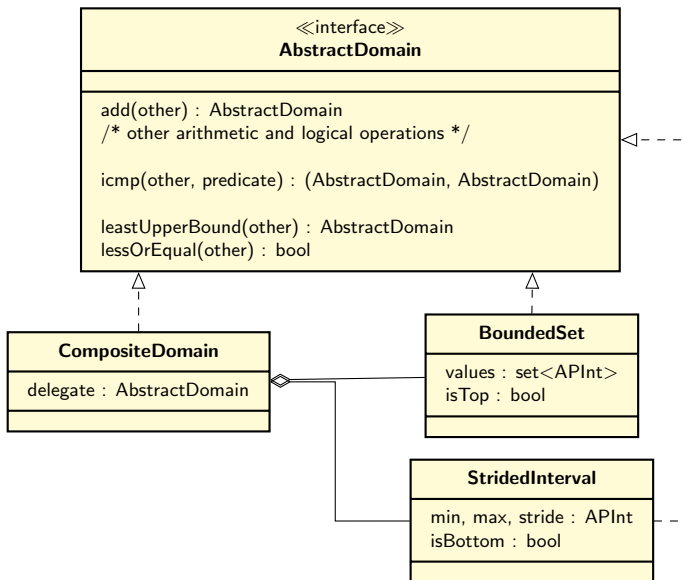 ≪interface≫
AbstractDomain
add(other) : AbstractDomain
/* other arithmetic and logical operations */
icmp(other, predicate) : (AbstractDomain, AbstractDomain)
leastUpperBound(other) : AbstractDomain
lessOrEqual(other) : bool
CompositeDomain
delegate : AbstractDomain
BoundedSet
values : set<APInt>
isTop : bool
StridedInterval
min, max, stride : APInt
isBottom : bool